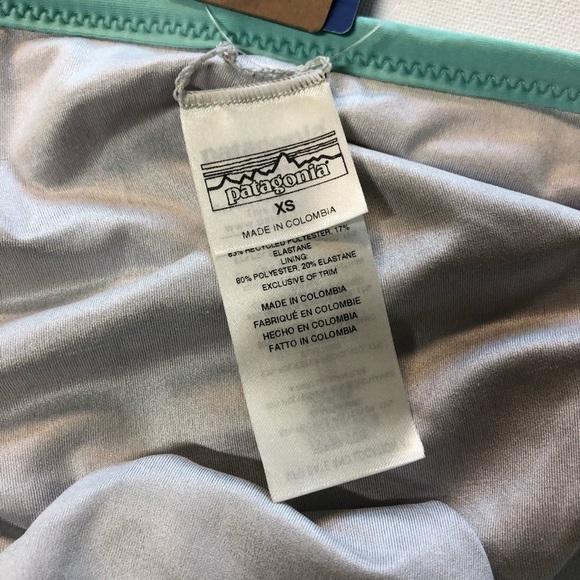 patagonia
XS
MADE IN COLOMBIA
83% RECYCLED POLYESTER, 17%
ELASTANE
LINING:
80% POLYESTER, 20% ELASTANE
EXCLUSIVE OF TRIM
MADE IN COLOMBIA
FABRIQUÉ EN COLOMBIE
HECHO EN COLOMBIA
FATTO IN COLOMBIA